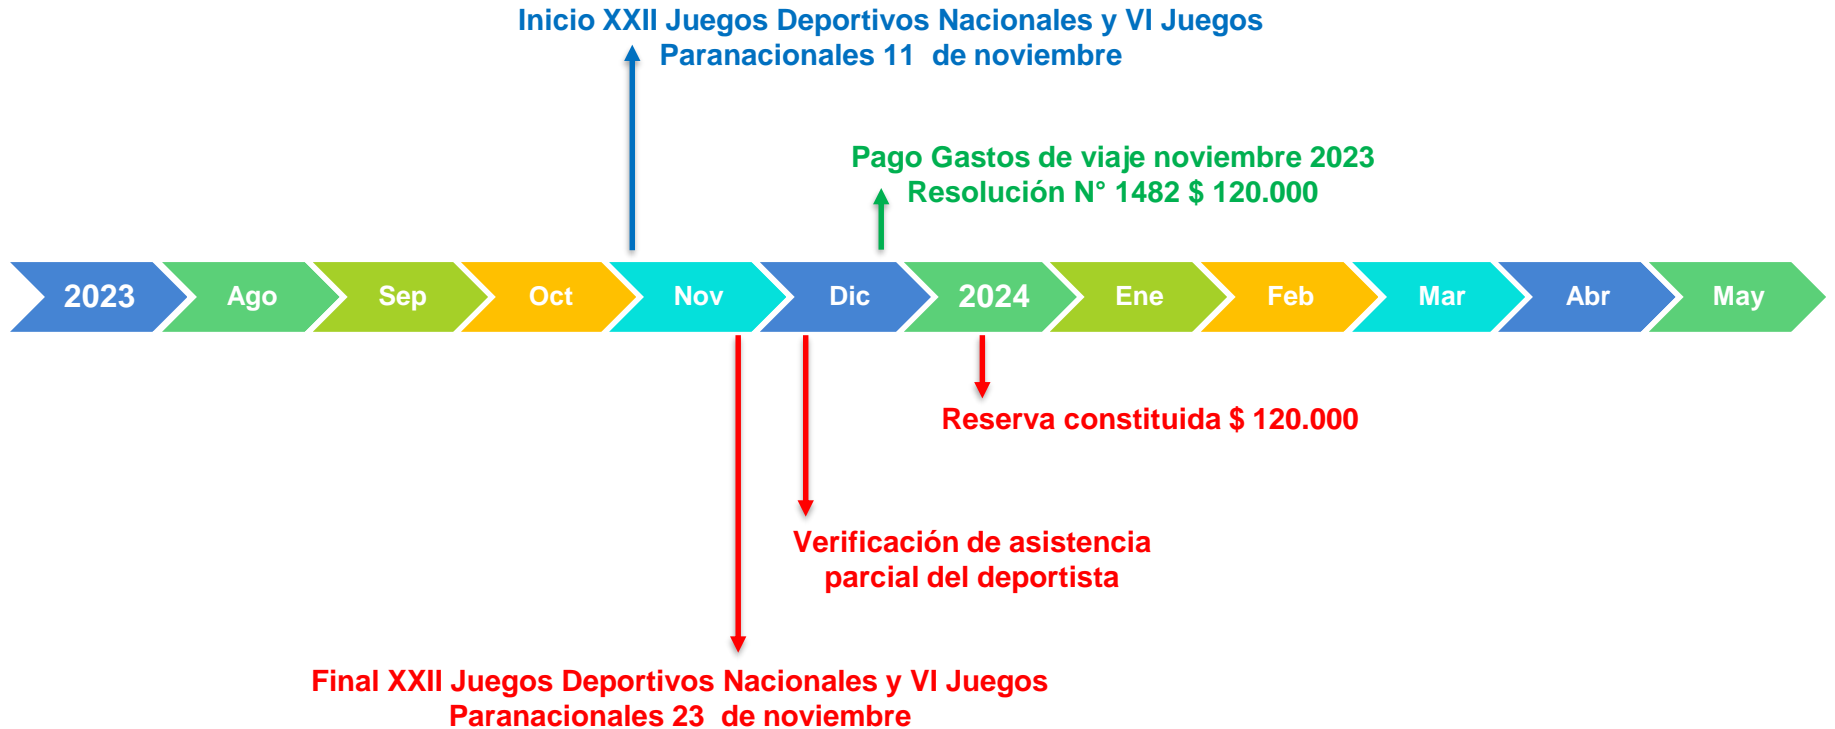 Inicio XXII Juegos Deportivos Nacionales y VI Juegos
Paranacionales 11 de noviembre
Pago Gastos de viaje noviembre 2023
Resolución N° 1482 $ 120.000
2023
Ago
Sep
Oct
Nov
Dic
2024
Ene
Feb
Mar
Abr
May
Reserva constituida $ 120.000
Verificación de asistencia
parcial del deportista
Final XXII Juegos Deportivos Nacionales y VI Juegos
Paranacionales 23 de noviembre